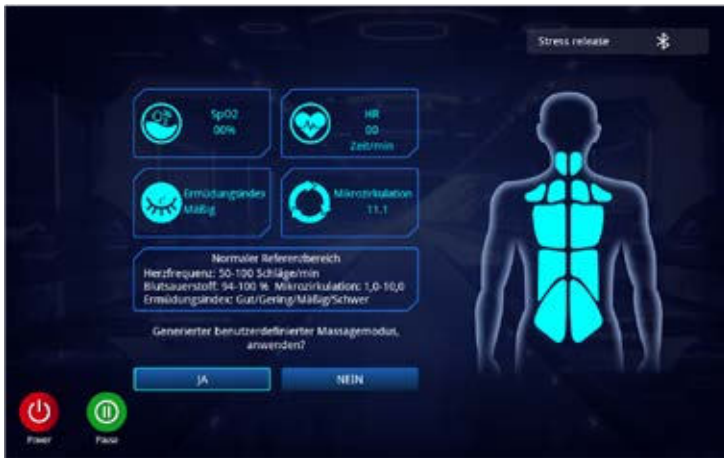 Stress release
SpO2
00%
HR
00
Zeit/min
Ermüdungsindex
Mäßig
Mikrozirkulation
11.1
Normaler Referenzbereich
Herzfrequenz: 50-100 Schläge/min
Blutsauerstoff: 94-100 % Mikrozirkulation: 1,0-10,0
Ermüdungsindex: Gut/Gering/Mäßig/Schwer
Generierter benutzerdefinierter Massagemodus,
anwenden?
JA
NEIN
Power
Pause